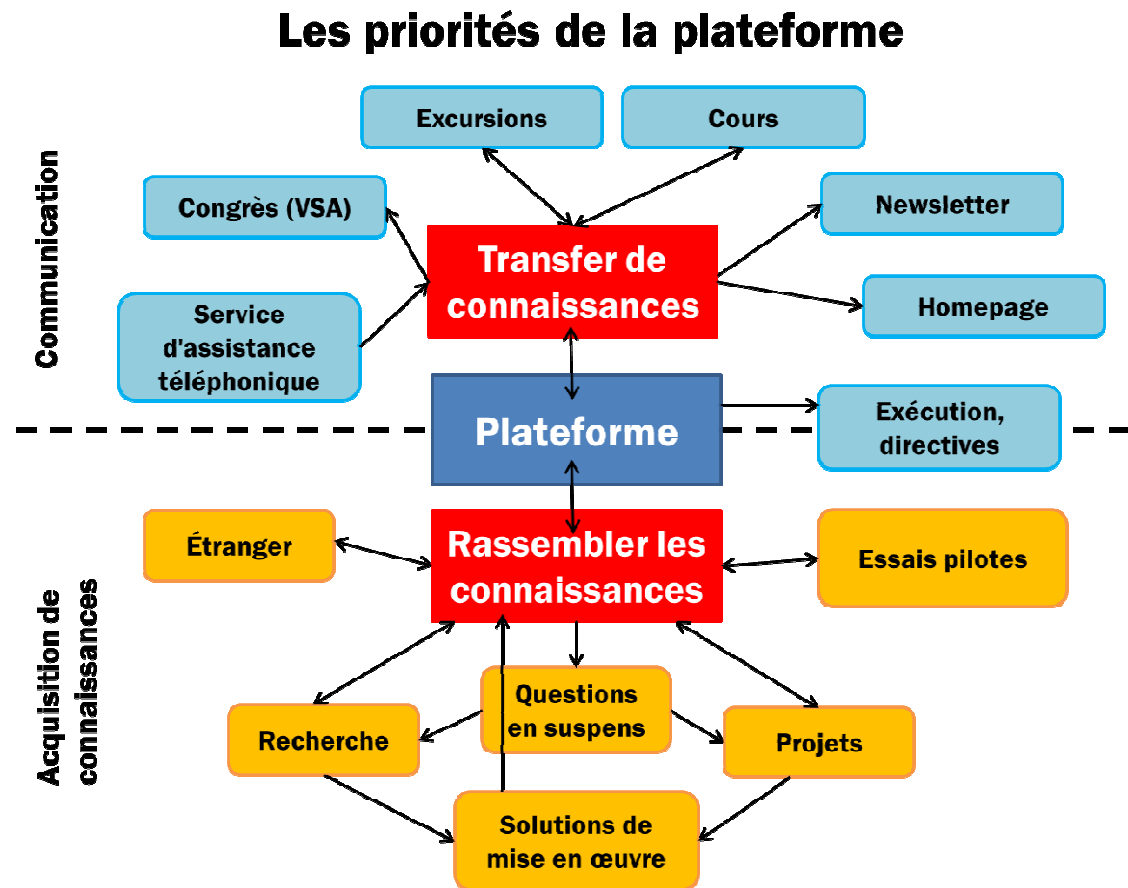 Les priorités de la plateforme
Communication
Excursions
Cours
Congrès (VSA)
Newsletter
Transfer de
connaissances
Service
d'assistance
téléphonique
Homepage
Plateforme
Exécution,
directives
Acquisition de
connaissances
Étranger
Rassembler les
connaissances
Essais pilotes
Questions
en suspens
Recherche
Projets
Solutions de
mise en œuvre